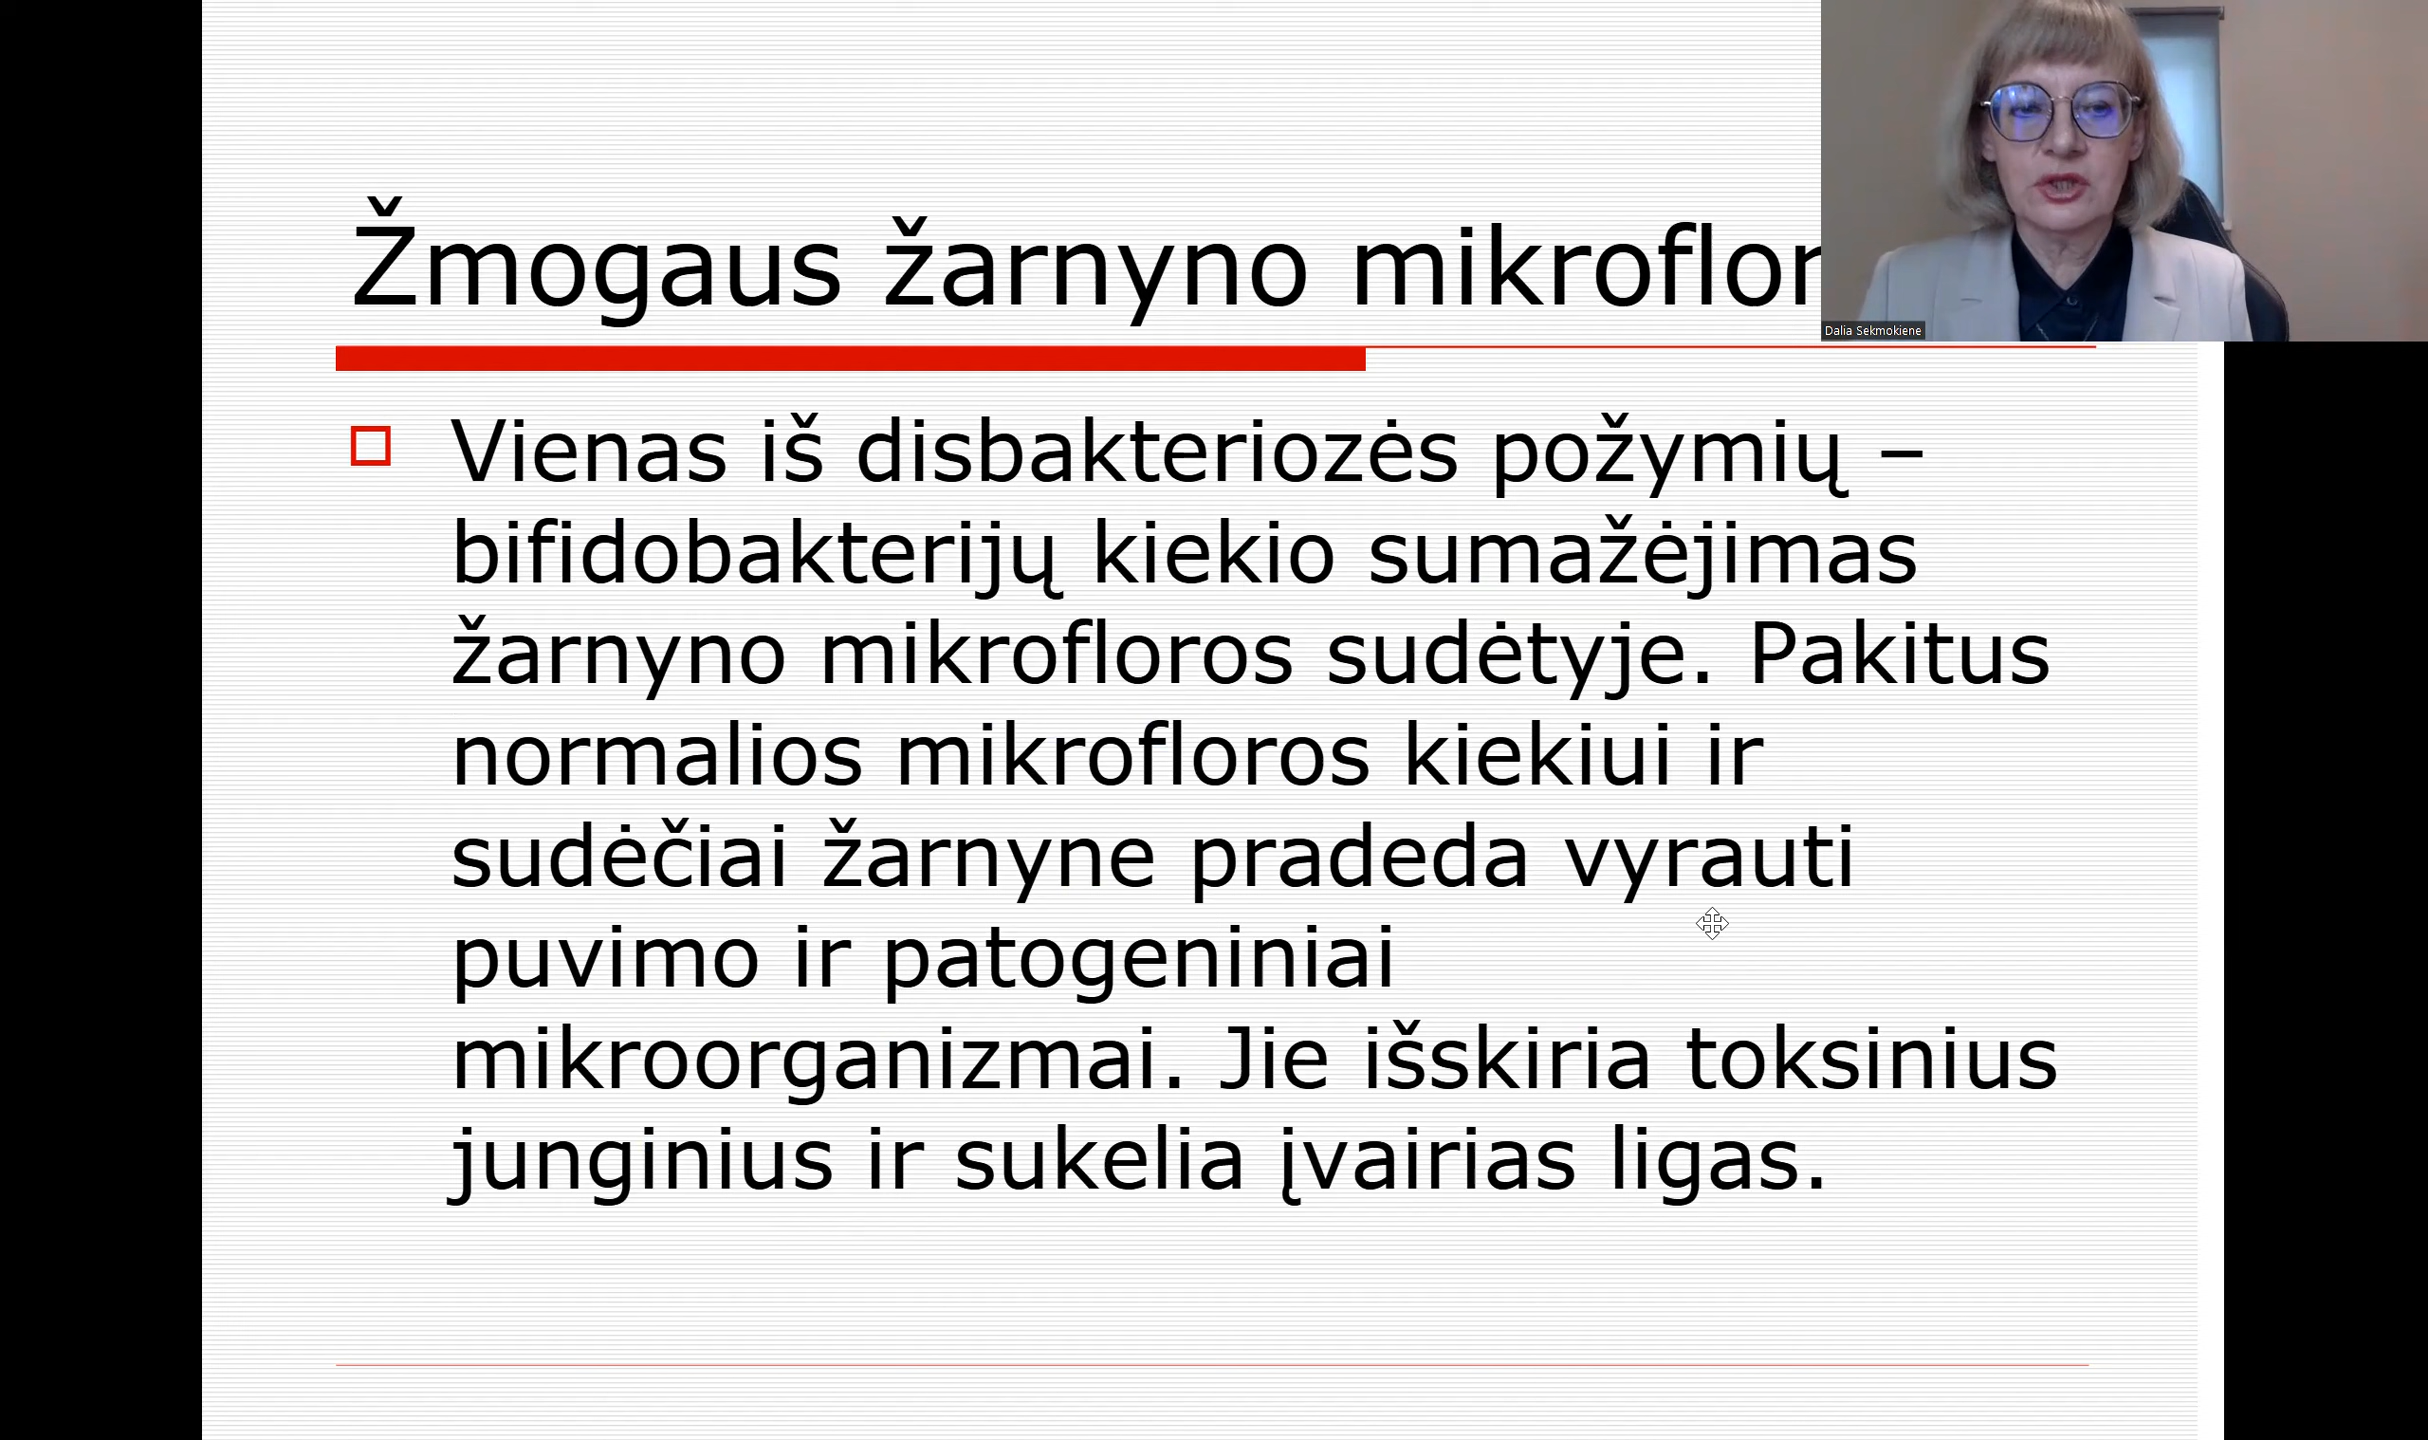 Žmogaus žarnyno
Dalia Sekmokiene
Vienas iš disbakteriozės požymių –
bifidobakterijų kiekio sumažėjimas
žarnyno mikrofloros sudėtyje. Pakitus
normalios mikrofloros kiekiui ir
sudėčiai žarnyne pradeda vyrauti
puvimo ir patogeniniai
mikroorganizmai. Jie išskiria toksinius
junginius ir sukelia įvairias ligas.